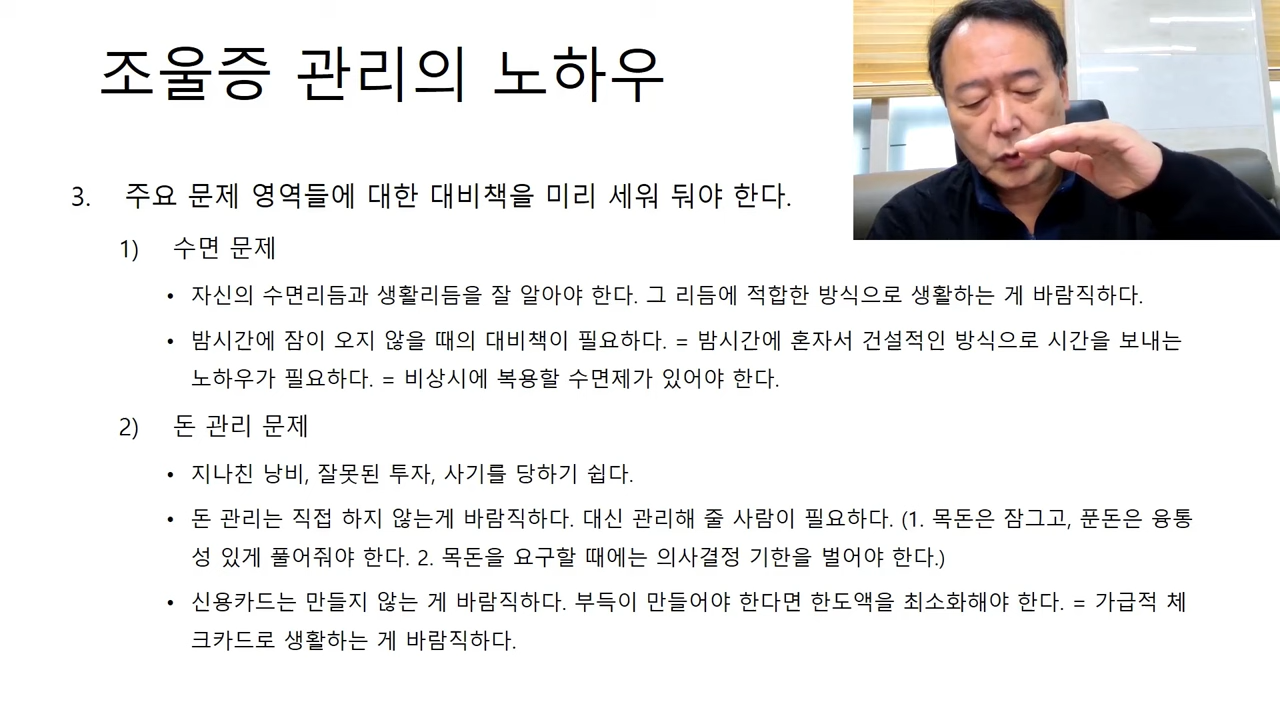 조울증 관리의 노하우
3. 주요 문제 영역들에 대한 대비책을 미리 세워 둬야 한다.
1) 수면 문제
• 자신의 수면리듬과 생활리듬을 잘 알아야 한다. 그 리듬에 적합한 방식으로 생활하는 게 바람직하다.
• 밤시간에 잠이 오지 않을 때의 대비책이 필요하다. = 밤시간에 혼자서 건설적인 방식으로 시간을 보내는
노하우가 필요하다. = 비상시에 복용할 수면제가 있어야 한다.
2) 돈 관리 문제
• 지나친 낭비, 잘못된 투자, 사기를 당하기 쉽다.
• 돈 관리는 직접 하지 않는게 바람직하다. 대신 관리해 줄 사람이 필요하다. (1. 목돈은 잠그고, 푼돈은 융통
성 있게 풀어줘야 한다. 2. 목돈을 요구할 때에는 의사결정 기한을 벌어야 한다.)
• 신용카드는 만들지 않는 게 바람직하다. 부득이 만들어야 한다면 한도액을 최소화해야 한다. = 가급적 체
크카드로 생활하는 게 바람직하다.